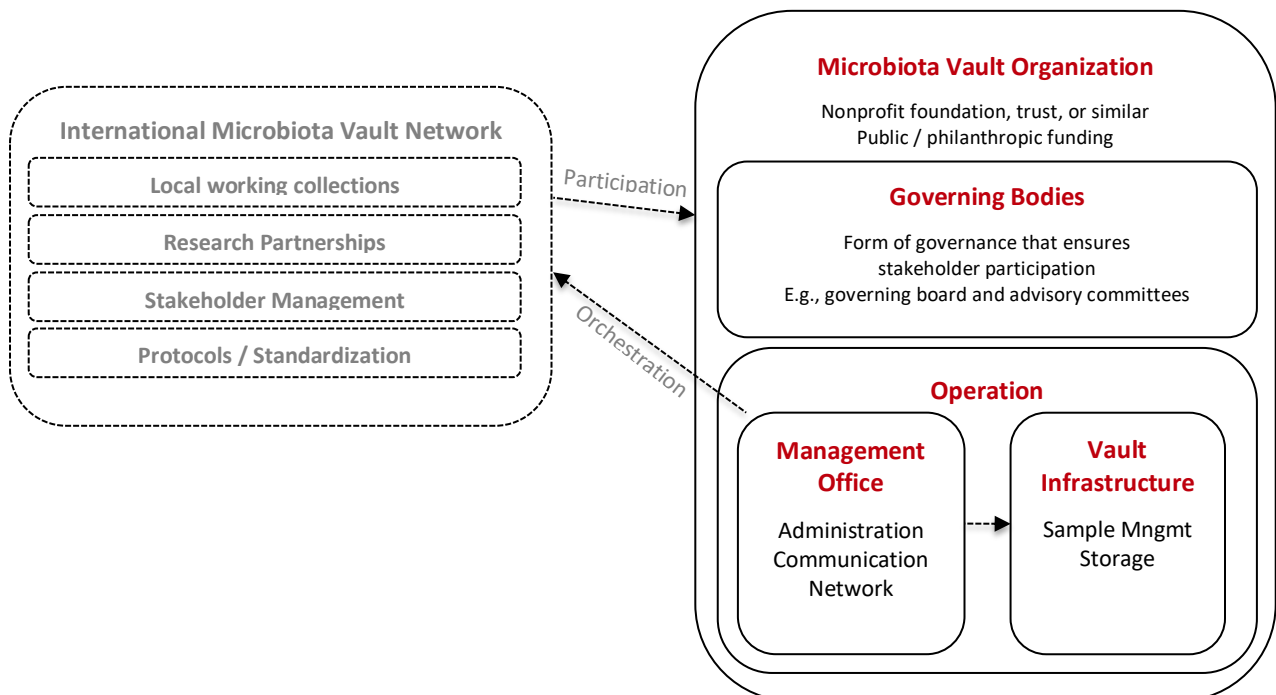 International Microbiota Vault Network
Local working collections
Research Partnerships
Stakeholder Management
Protocols / Standardization
Participation
Orchestration
Microbiota Vault Organization
Nonprofit foundation, trust, or similar
Public / philanthropic funding
Governing Bodies
Form of governance that ensures
stakeholder participation
E.g., governing board and advisory committees
Operation
Management
Office
Administration
Communication
Network
Vault
Infrastructure
Sample Mngmt
Storage